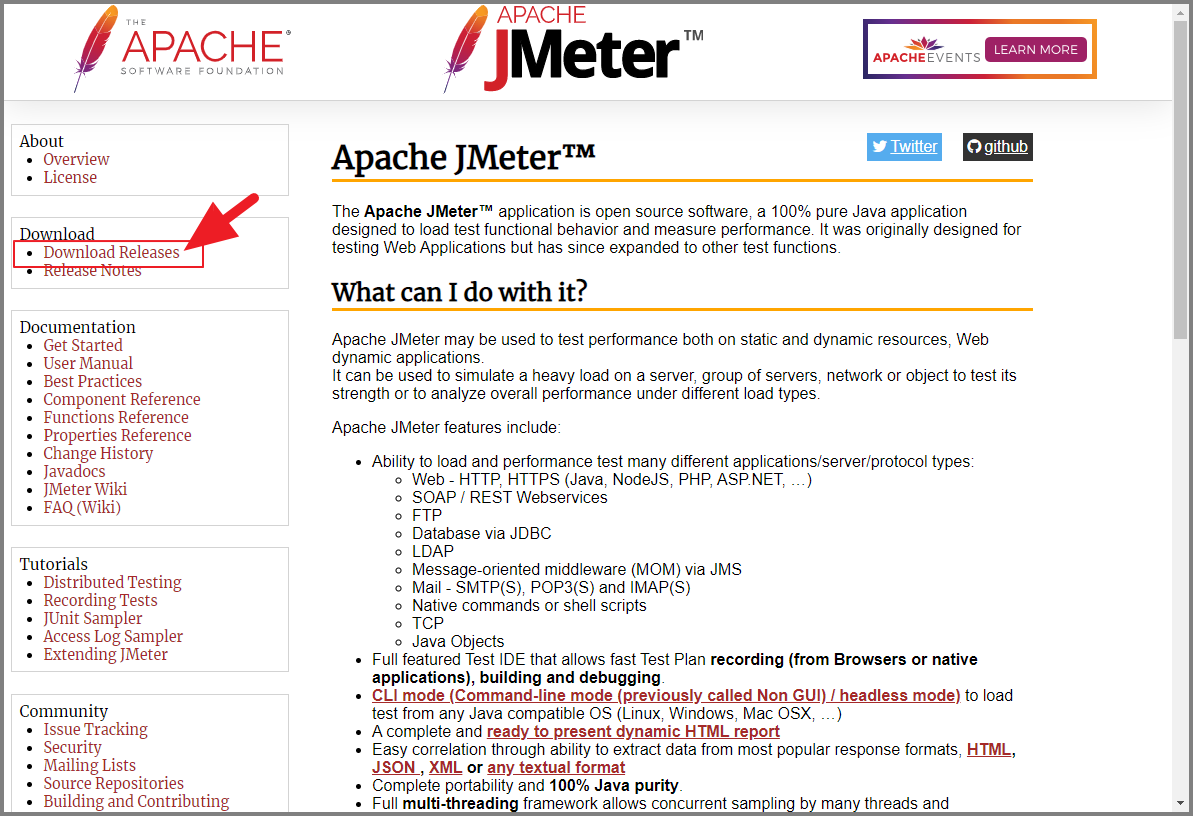 THE
APACHE®
SOFTWARE FOUNDATION
APACHE
JMeter™
APACHEEVENTS
LEARN MORE
About
Overview
License
Download
Download Releases
Release Notes
Documentation
Get Started
User Manual
Best Practices
Component Reference
Functions Reference
Properties Reference
Change History
Javadocs
JMeter Wiki
FAQ (Wiki)
Tutorials
Distributed Testing
Recording Tests
JUnit Sampler
Access Log Sampler
Extending JMeter
Community
Issue Tracking
Security
Mailing Lists
Source Repositories
Building and Contributing
Twitter
github
Apache JMeter™
The Apache JMeter™ application is open source software, a 100% pure Java application
designed to load test functional behavior and measure performance. It was originally designed for
testing Web Applications but has since expanded to other test functions.
What can I do with it?
Apache JMeter may be used to test performance both on static and dynamic resources, Web
dynamic applications.
It can be used to simulate a heavy load on a server, group of servers, network or object to test its
strength or to analyze overall performance under different load types.
Apache JMeter features include:
Ability to load and performance test many different applications/server/protocol types:
Web - HTTP, HTTPS (Java, NodeJS, PHP, ASP.NET, …)
SOAP / REST Webservices
FTP
Database via JDBC
LDAP
Message-oriented middleware (MOM) via JMS
Mail - SMTP(S), POP3(S) and IMAP(S)
Native commands or shell scripts
TCP
Java Objects
Full featured Test IDE that allows fast Test Plan recording (from Browsers or native
applications), building and debugging.
CLI mode (Command-line mode (previously called Non GUI) / headless mode) to load
test from any Java compatible OS (Linux, Windows, Mac OSX, …)
A complete and ready to present dynamic HTML report
Easy correlation through ability to extract data from most popular response formats, HTML,
JSON , XML or any textual format
Complete portability and 100% Java purity.
Full multi-threading framework allows concurrent sampling by many threads and